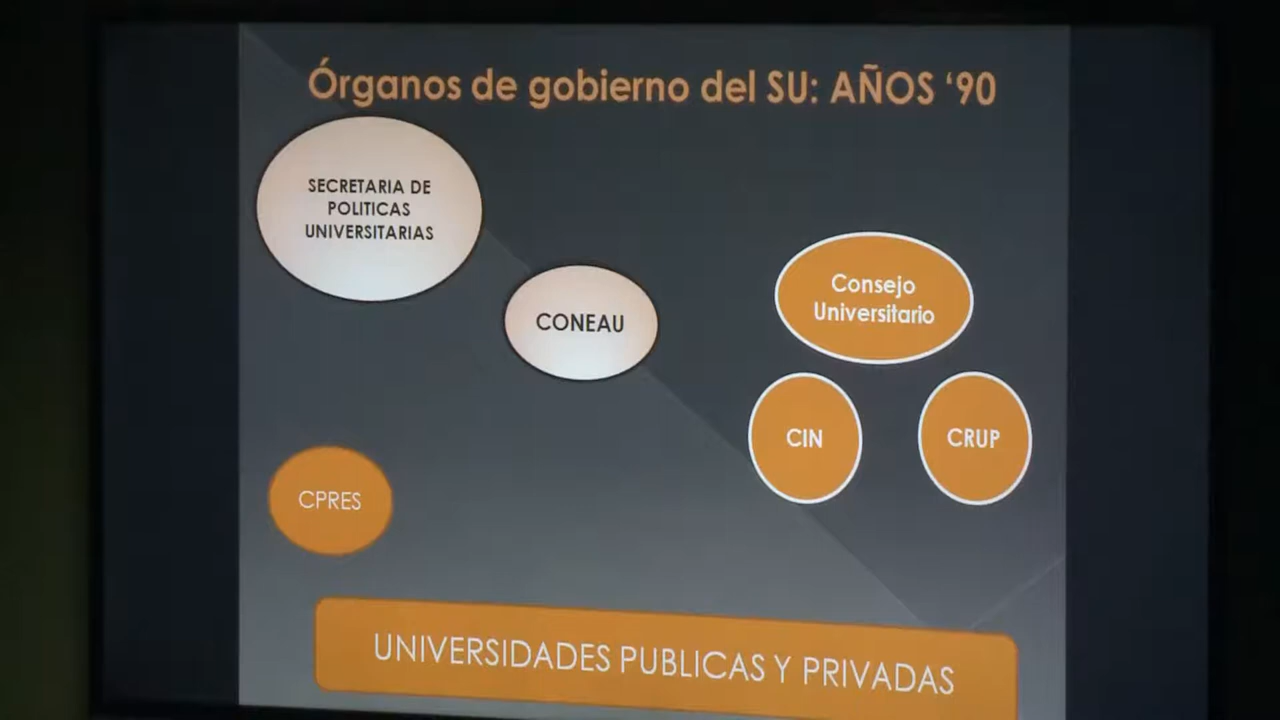 Órganos de gobierno del SU: AÑOS ‘90
SECRETARIA DE
POLITICAS
UNIVERSITARIAS
CONEAU
Consejo
Universitario
CIN
CRUP
CPRES
UNIVERSIDADES PUBLICAS Y PRIVADAS